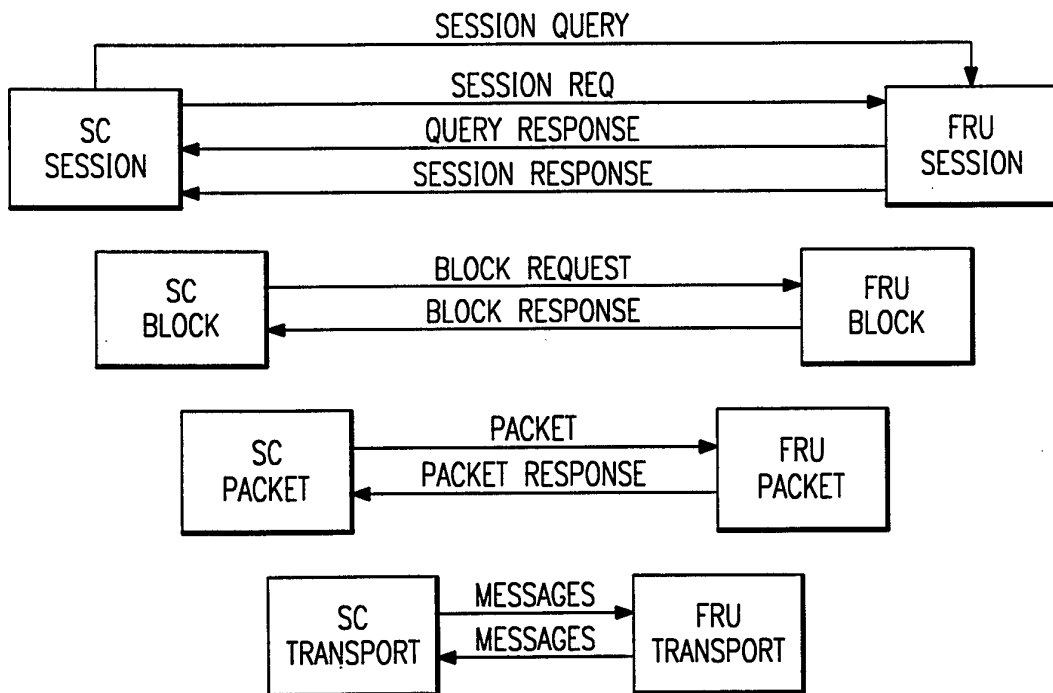 SESSION QUERY
SESSION REQ
SC
SESSION
QUERY RESPONSE
FRU
SESSION
SESSION RESPONSE
SC
BLOCK
BLOCK REQUEST
BLOCK RESPONSE
FRU
BLOCK
SC
PACKET
PACKET
PACKET RESPONSE
FRU
PACKET
SC
TRANSPORT
MESSAGES
MESSAGES
FRU
TRANSPORT